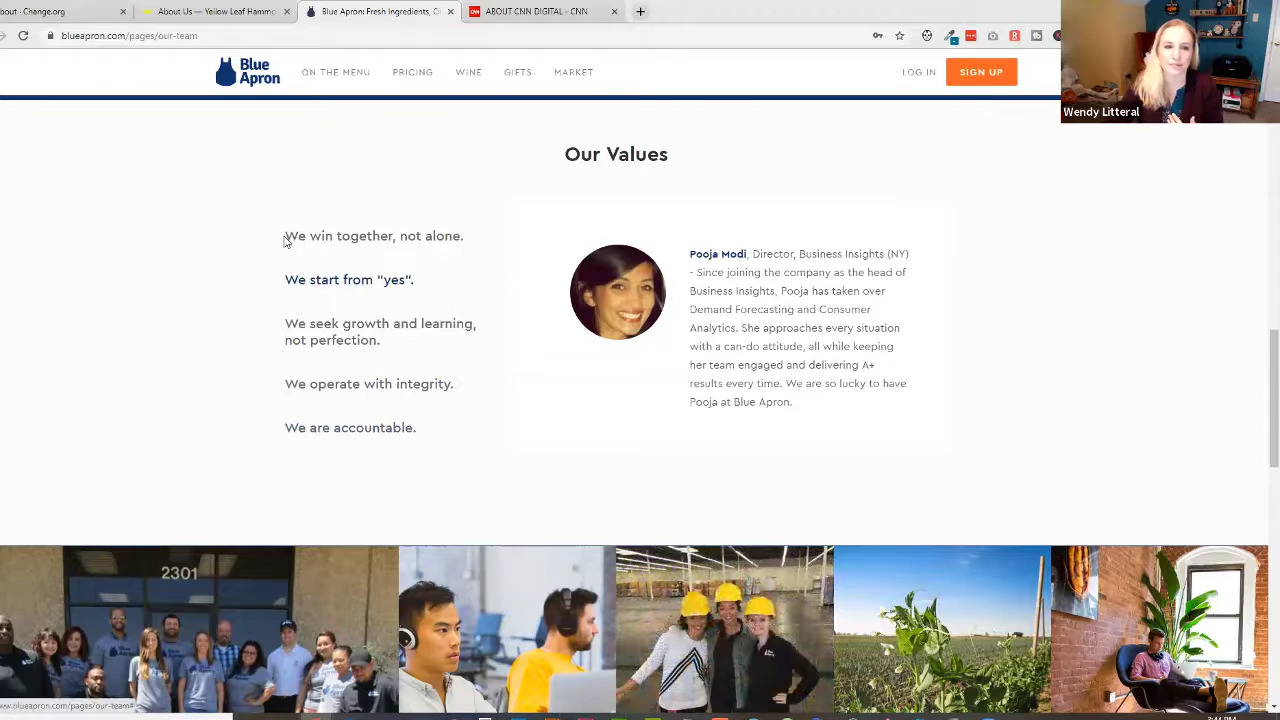 out - Change.org
About Us — Yellow Leaf Hammo
Blue Apron: Fresh Ingredients, O
ABOUT CNN DIGITAL - CNN
blueapron.com/pages/our-team
Blue
Apron
ON THE MENU
PRICING
WINE
GIFTS
MARKET
LOG IN
SIGN UP
Wendy Litteral
Our Values
We win together, not alone.
We start from "yes".
We seek growth and learning,
not perfection.
We operate with integrity.
We are accountable.
Pooja Modi, Director, Business Insights (NY)
- Since joining the company as the head of
Business Insights, Pooja has taken over
Demand Forecasting and Consumer
Analytics. She approaches every situation
with a can-do attitude, all while keeping
her team engaged and delivering A+
results every time. We are so lucky to have
Pooja at Blue Apron.
2301
www.blueapron.com/pages/our-team#